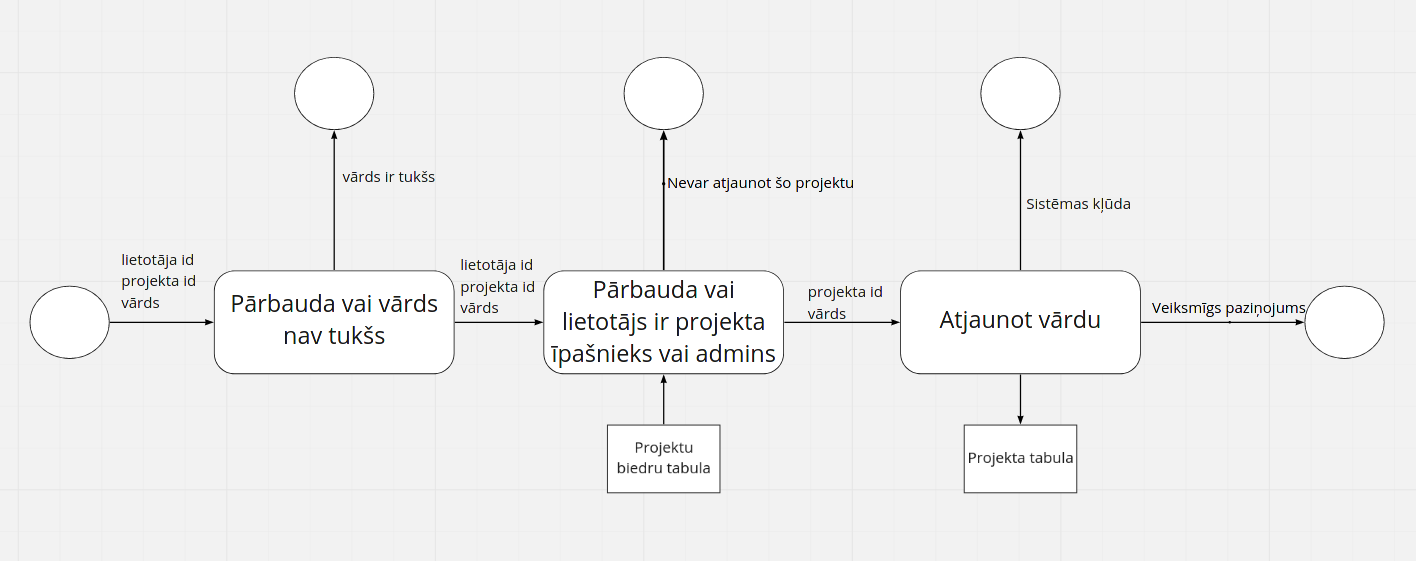 vārds ir tukšs
Nevar atjaunot šo projektu
Sistēmas kļūda
lietotāja id
projekta id
vārds
Pārbauda vai vārds
nav tukšs
lietotāja id
projekta id
vārds
Pārbauda vai
lietotājs ir projekta
īpašnieks vai admins
projekta id
vārds
Atjaunot vārdu
Veiksmīgs paziņojums
Projektu
biedru tabula
Projekta tabula